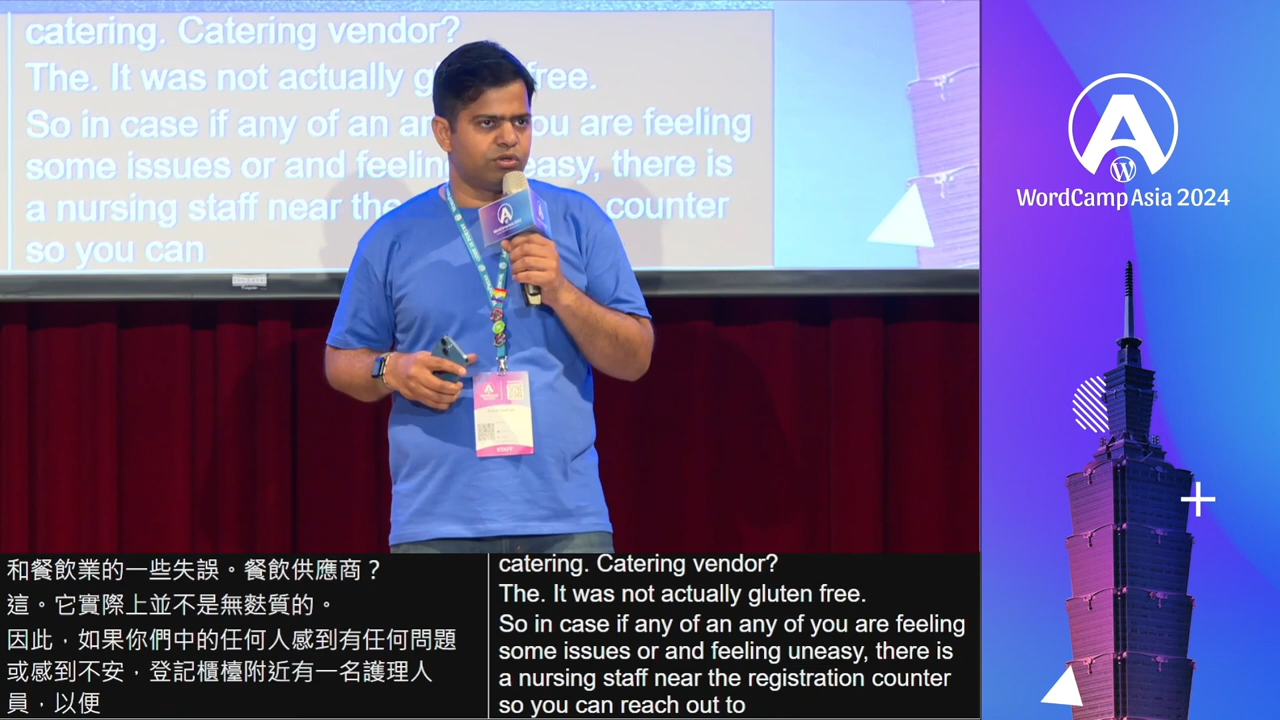 catering. Catering vendor?
The. It was not actually free.
So in case if any of an you are feeling
some issues or and easy, there is
a nursing staff near the counter
so you can
WordCamp Asia 2024
STAFF
和餐飲業的一些失誤。餐飲供應商？
這。它實際上並不是無麩質的。
因此，如果你們中的任何人感到有任何問題
或感到不安，登記櫃檯附近有一名護理人
員，以便
catering. Catering vendor?
The. It was not actually gluten free.
So in case if any of an any of you are feeling
some issues or and feeling uneasy, there is
a nursing staff near the registration counter
so you can reach out to